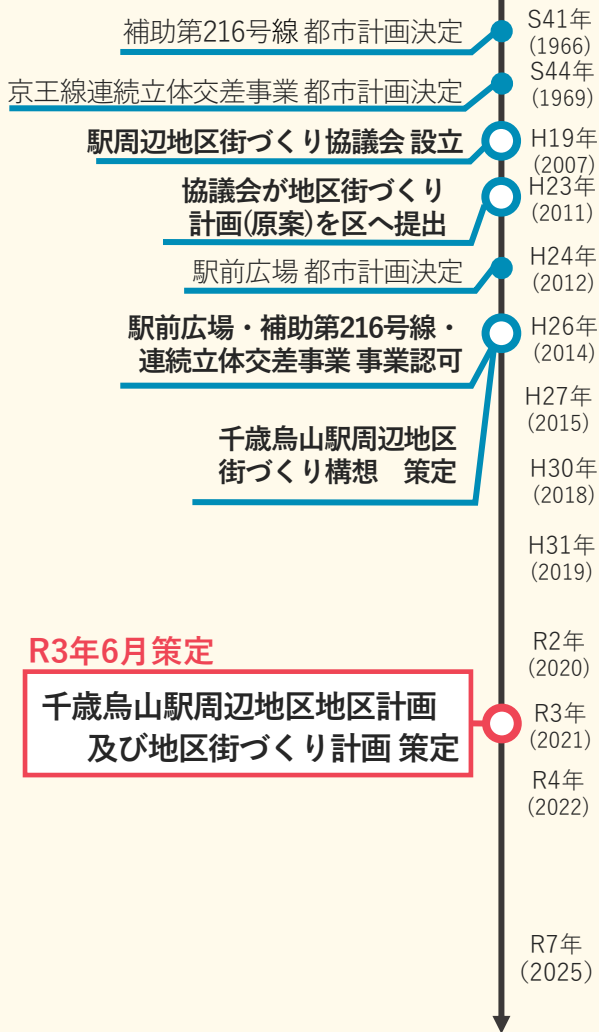 補助第216号線 都市計画決定
S41年
(1966)
京王線連続立体交差事業 都市計画決定
S44年
(1969)
駅周辺地区街づくり協議会 設立
H19年
(2007)
協議会が地区街づくり
計画(原案)を区へ提出
H23年
(2011)
駅前広場 都市計画決定
H24年
(2012)
駅前広場・補助第216号線・
連続立体交差事業 事業認可
H26年
(2014)
千歳烏山駅周辺地区
街づくり構想　策定
H27年
(2015)
H30年
(2018)
H31年
(2019)
R2年
(2020)
R3年6月策定
千歳烏山駅周辺地区地区計画
及び地区街づくり計画 策定
R3年
(2021)
R4年
(2022)
R7年
(2025)